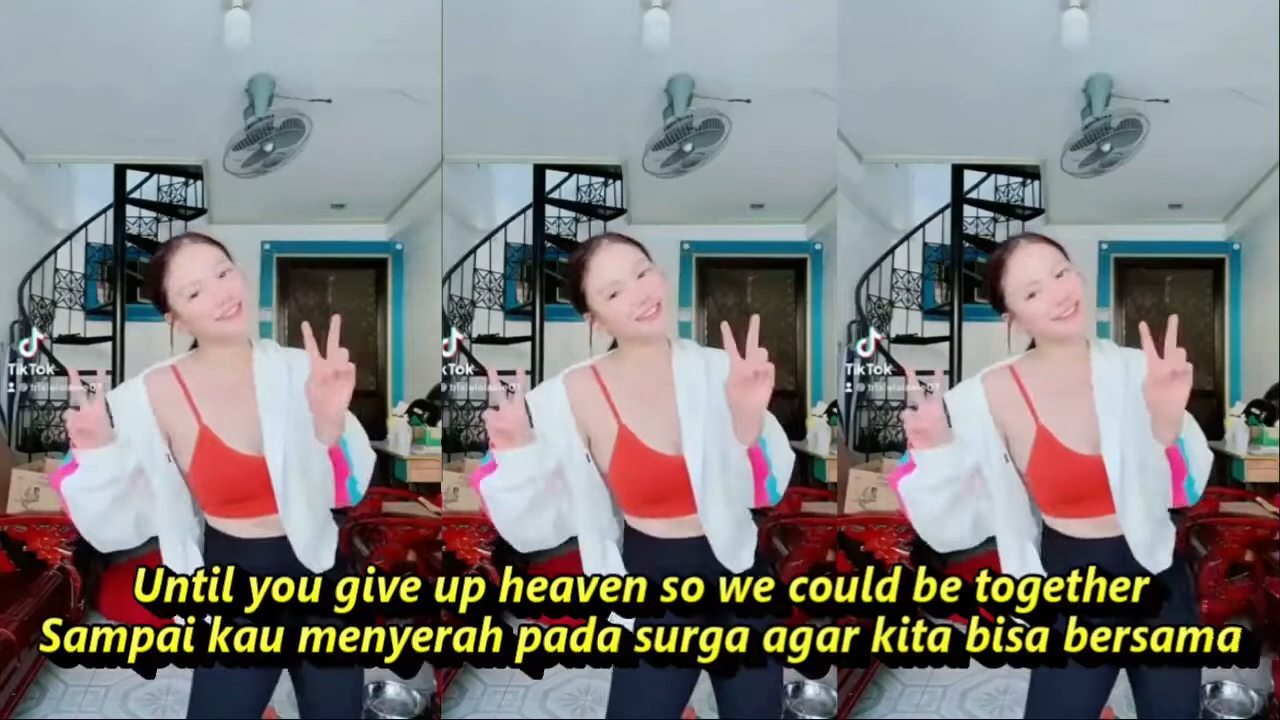 TikTok
kTok
TikTok
Until you give up heaven so we could be together
Sampai kau menyerah pada surga agar kita bisa bersama